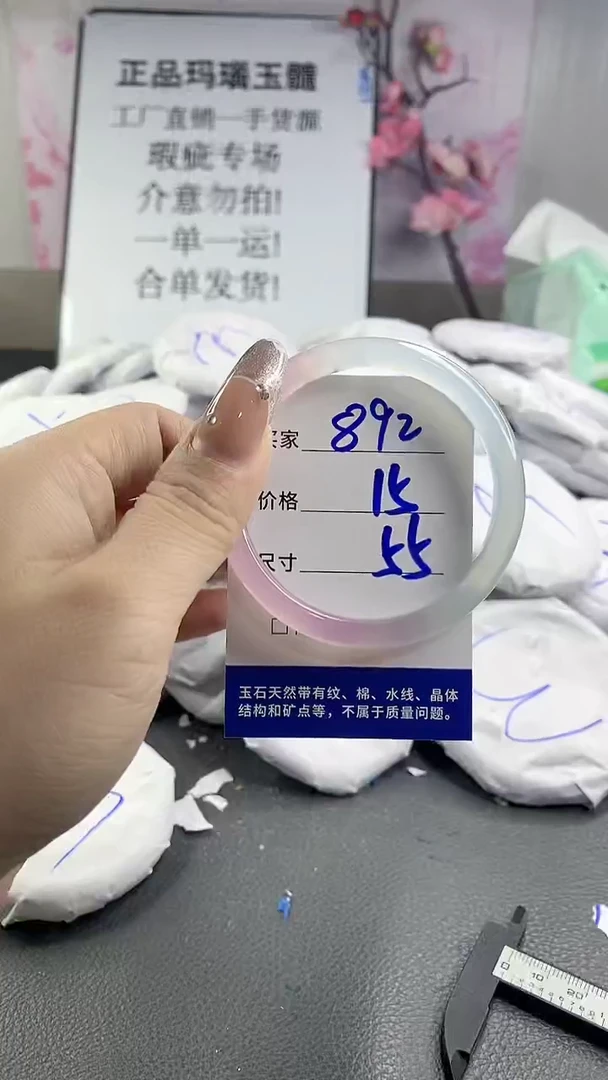 正品玛瑙玉髓
工厂直销一手货源
瑕疵专场
介意勿拍!
一单一运!
合单发货!
买家 892
价格 15
尺寸 55
玉石天然带有纹、棉、水线、晶体
结构和矿点等，不属于质量问题。
0 10 20